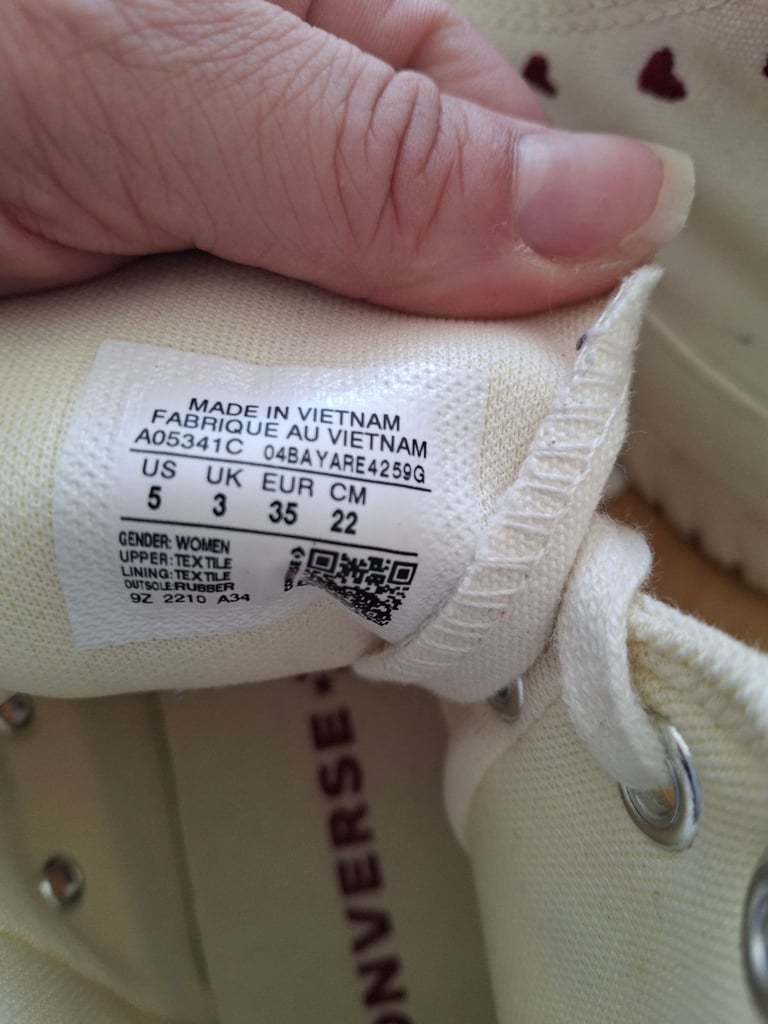 MADE IN VIETNAM
FABRIQUE AU VIETNAM
A05341C 04BAYARE4259G
US UK EUR CM
5 3 35 22
GENDER: WOMEN
UPPER: TEXTILE
LINING: TEXTILE
OUTSOLE: RUBBER
9Z 2210 A34
CONVERSE